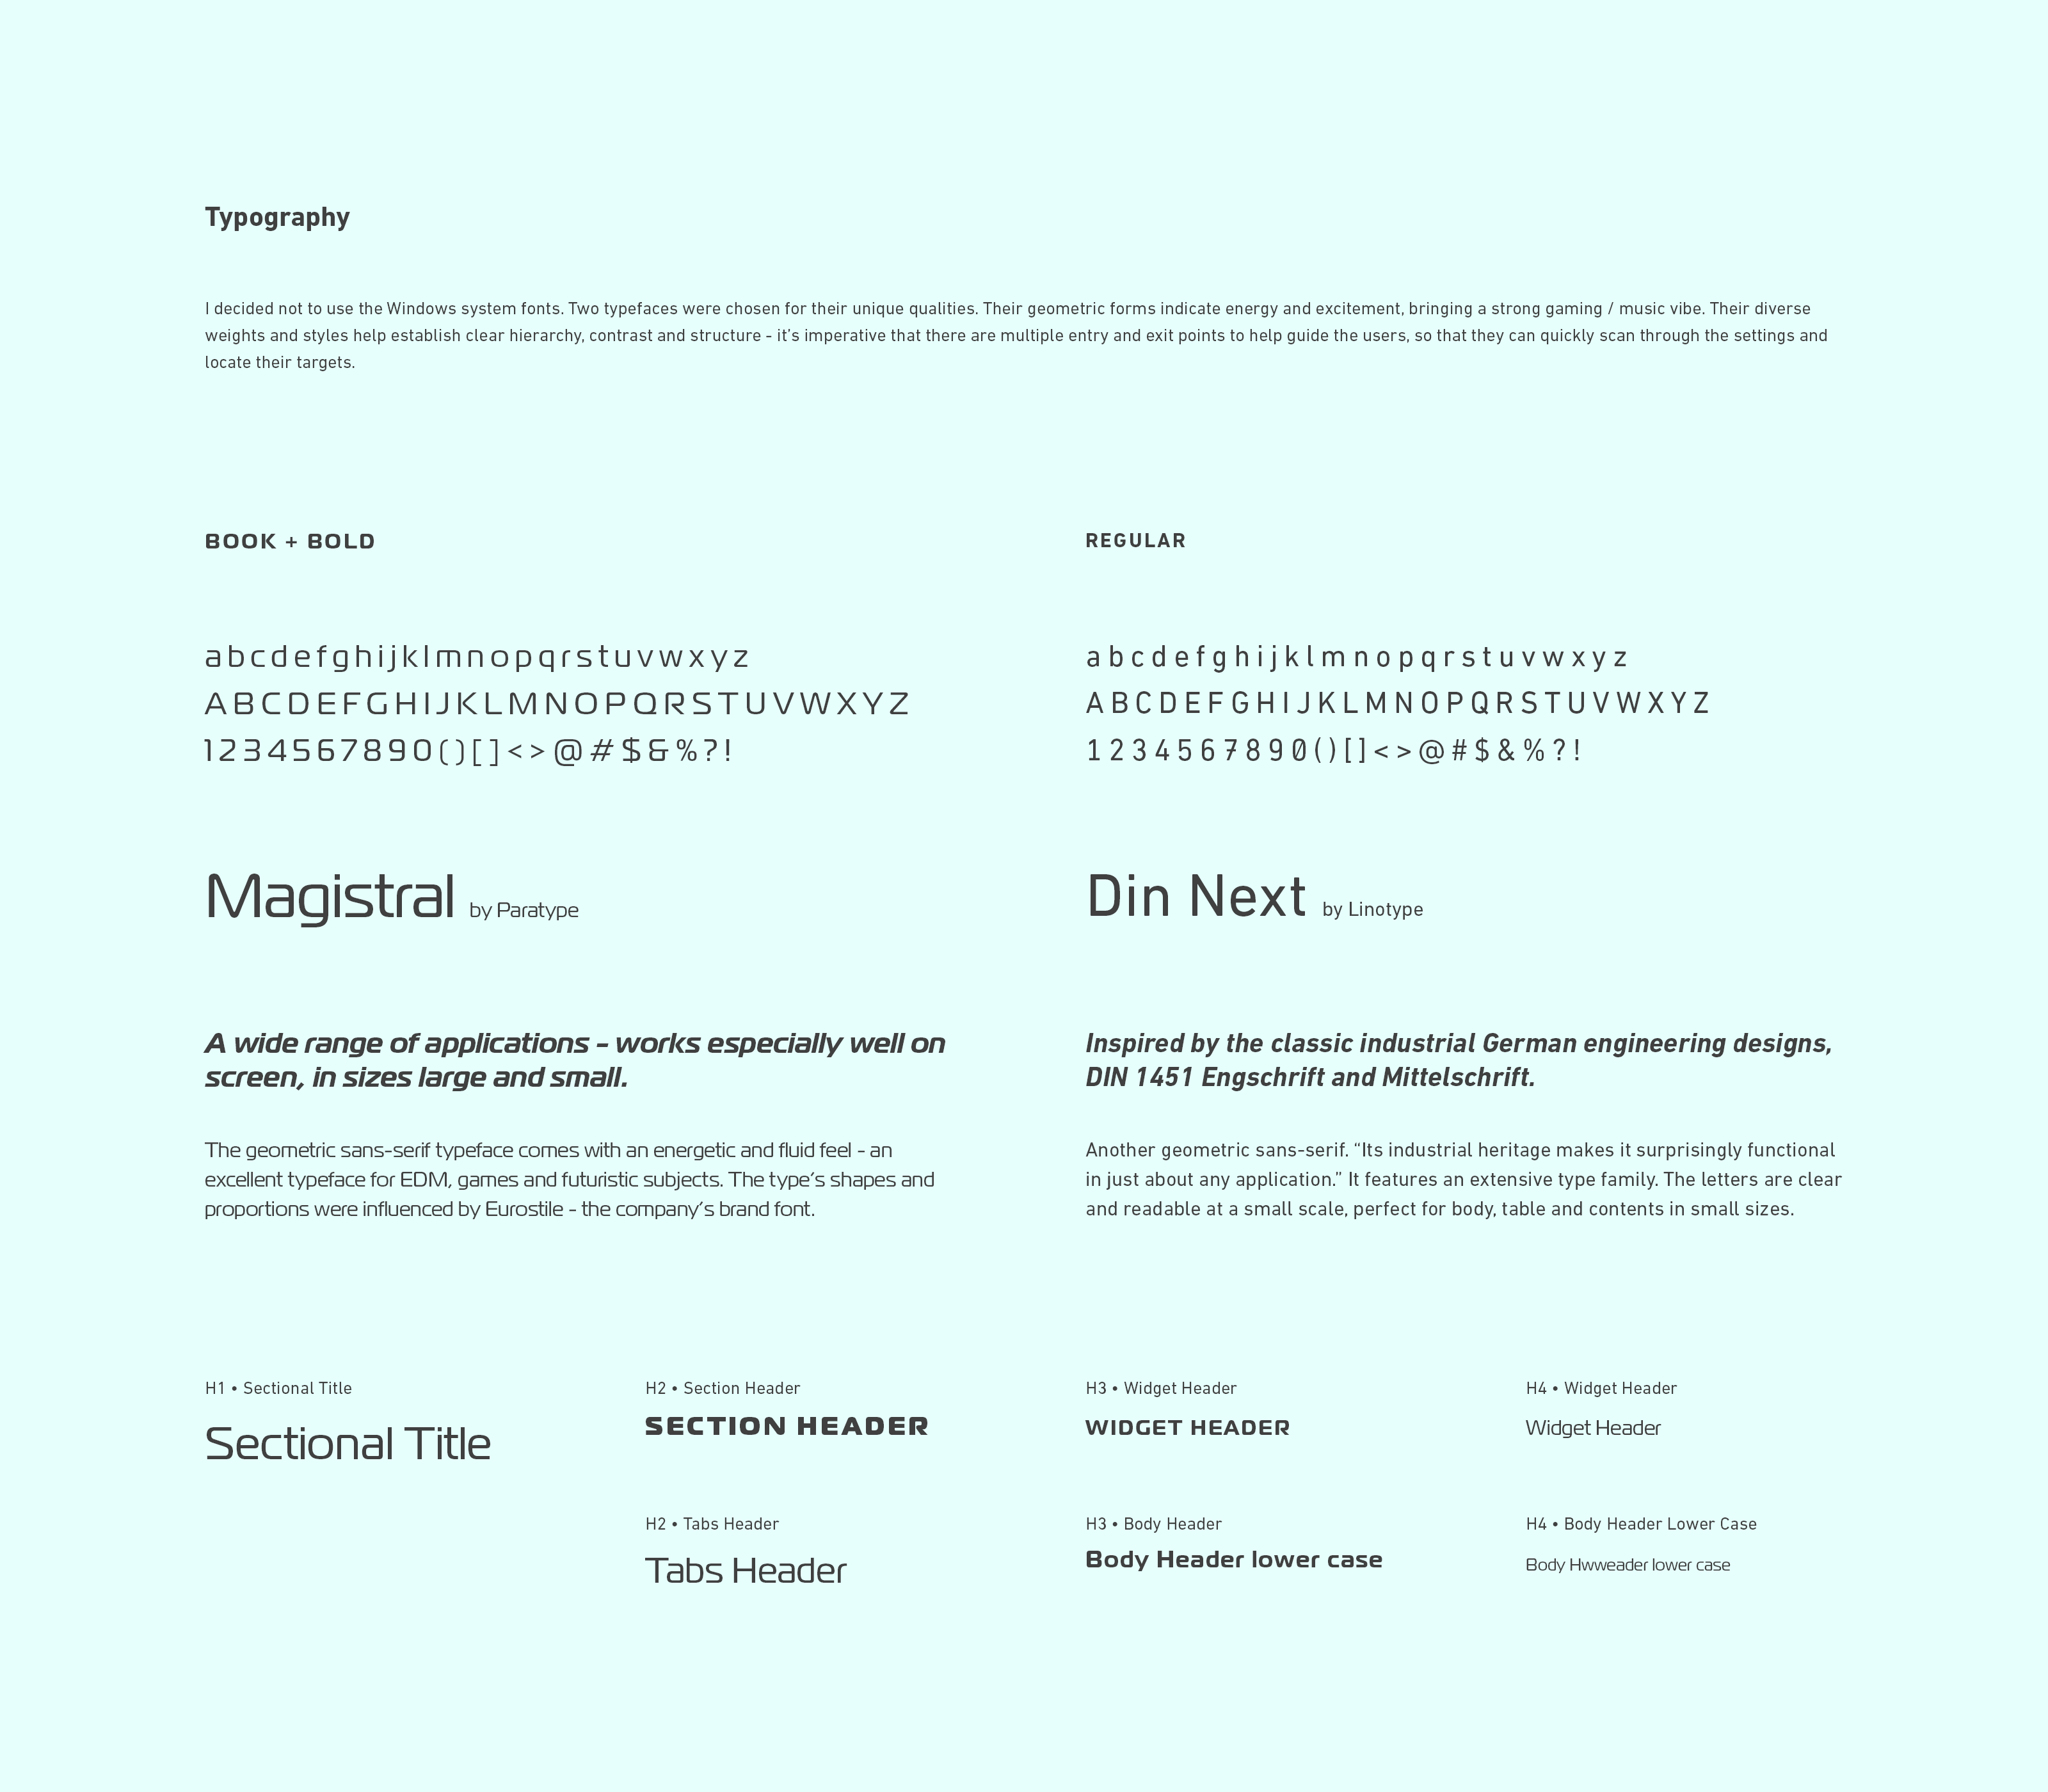 Typography
I decided not to use the Windows system fonts. Two typefaces were chosen for their unique qualities. Their geometric forms indicate energy and excitement, bringing a strong gaming / music vibe. Their diverse
weights and styles help establish clear hierarchy, contrast and structure - it’s imperative that there are multiple entry and exit points to help guide the users, so that they can quickly scan through the settings and
locate their targets.
BOOK + BOLD
a b c d e f g h i j k l m n o p q r s t u v w x y z
A B C D E F G H I J K L M N O P Q R S T U V W X Y Z
1 2 3 4 5 6 7 8 9 0 ( ) [ ] < > @ # $ & % ? !
Magistral by Paratype
A wide range of applications - works especially well on
screen, in sizes large and small.
The geometric sans-serif typeface comes with an energetic and fluid feel - an
excellent typeface for EDM, games and futuristic subjects. The type’s shapes and
proportions were influenced by Eurostile - the company’s brand font.
REGULAR
a b c d e f g h i j k l m n o p q r s t u v w x y z
A B C D E F G H I J K L M N O P Q R S T U V W X Y Z
1 2 3 4 5 6 7 8 9 0 ( ) [ ] < > @ # $ & % ? !
Din Next by Linotype
Inspired by the classic industrial German engineering designs,
DIN 1451 Engschrift and Mittelschrift.
Another geometric sans-serif. “Its industrial heritage makes it surprisingly functional
in just about any application.” It features an extensive type family. The letters are clear
and readable at a small scale, perfect for body, table and contents in small sizes.
H1 • Sectional Title
Sectional Title
H2 • Section Header
SECTION HEADER
H2 • Tabs Header
Tabs Header
H3 • Widget Header
WIDGET HEADER
H3 • Body Header
Body Header lower case
H4 • Widget Header
Widget Header
H4 • Body Header Lower Case
Body Hwweader lower case